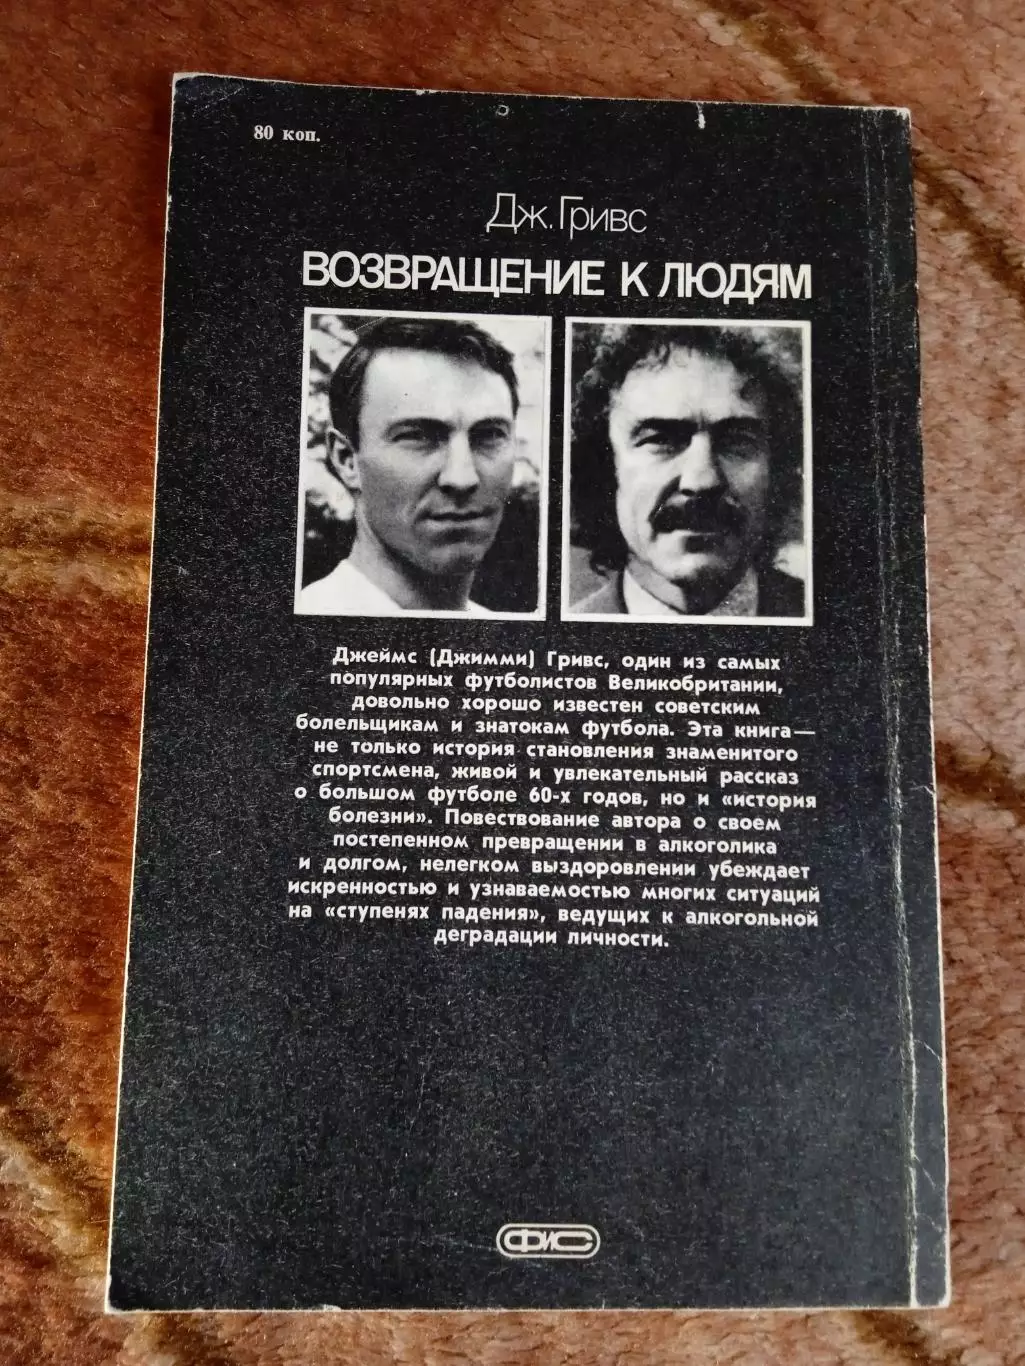 80 коп.
Дж. Гривс
ВОЗВРАЩЕНИЕ К ЛЮДЯМ
Джеймс (Джимми) Гривс, один из самых
популярных футболистов Великобритании,
довольно хорошо известен советским
болельщикам и знатокам футбола. Эта книга —
не только история становления знаменитого
спортсмена, живой и увлекательный рассказ
о большом футболе 60-х годов, но и «история
болезни». Повествование автора о своем
постепенном превращении в алкоголика
и долгом, нелегком выздоровлении убеждает
искренностью и узнаваемостью многих ситуаций
на «ступенях падения», ведущих к алкогольной
деградации личности.
ФИС